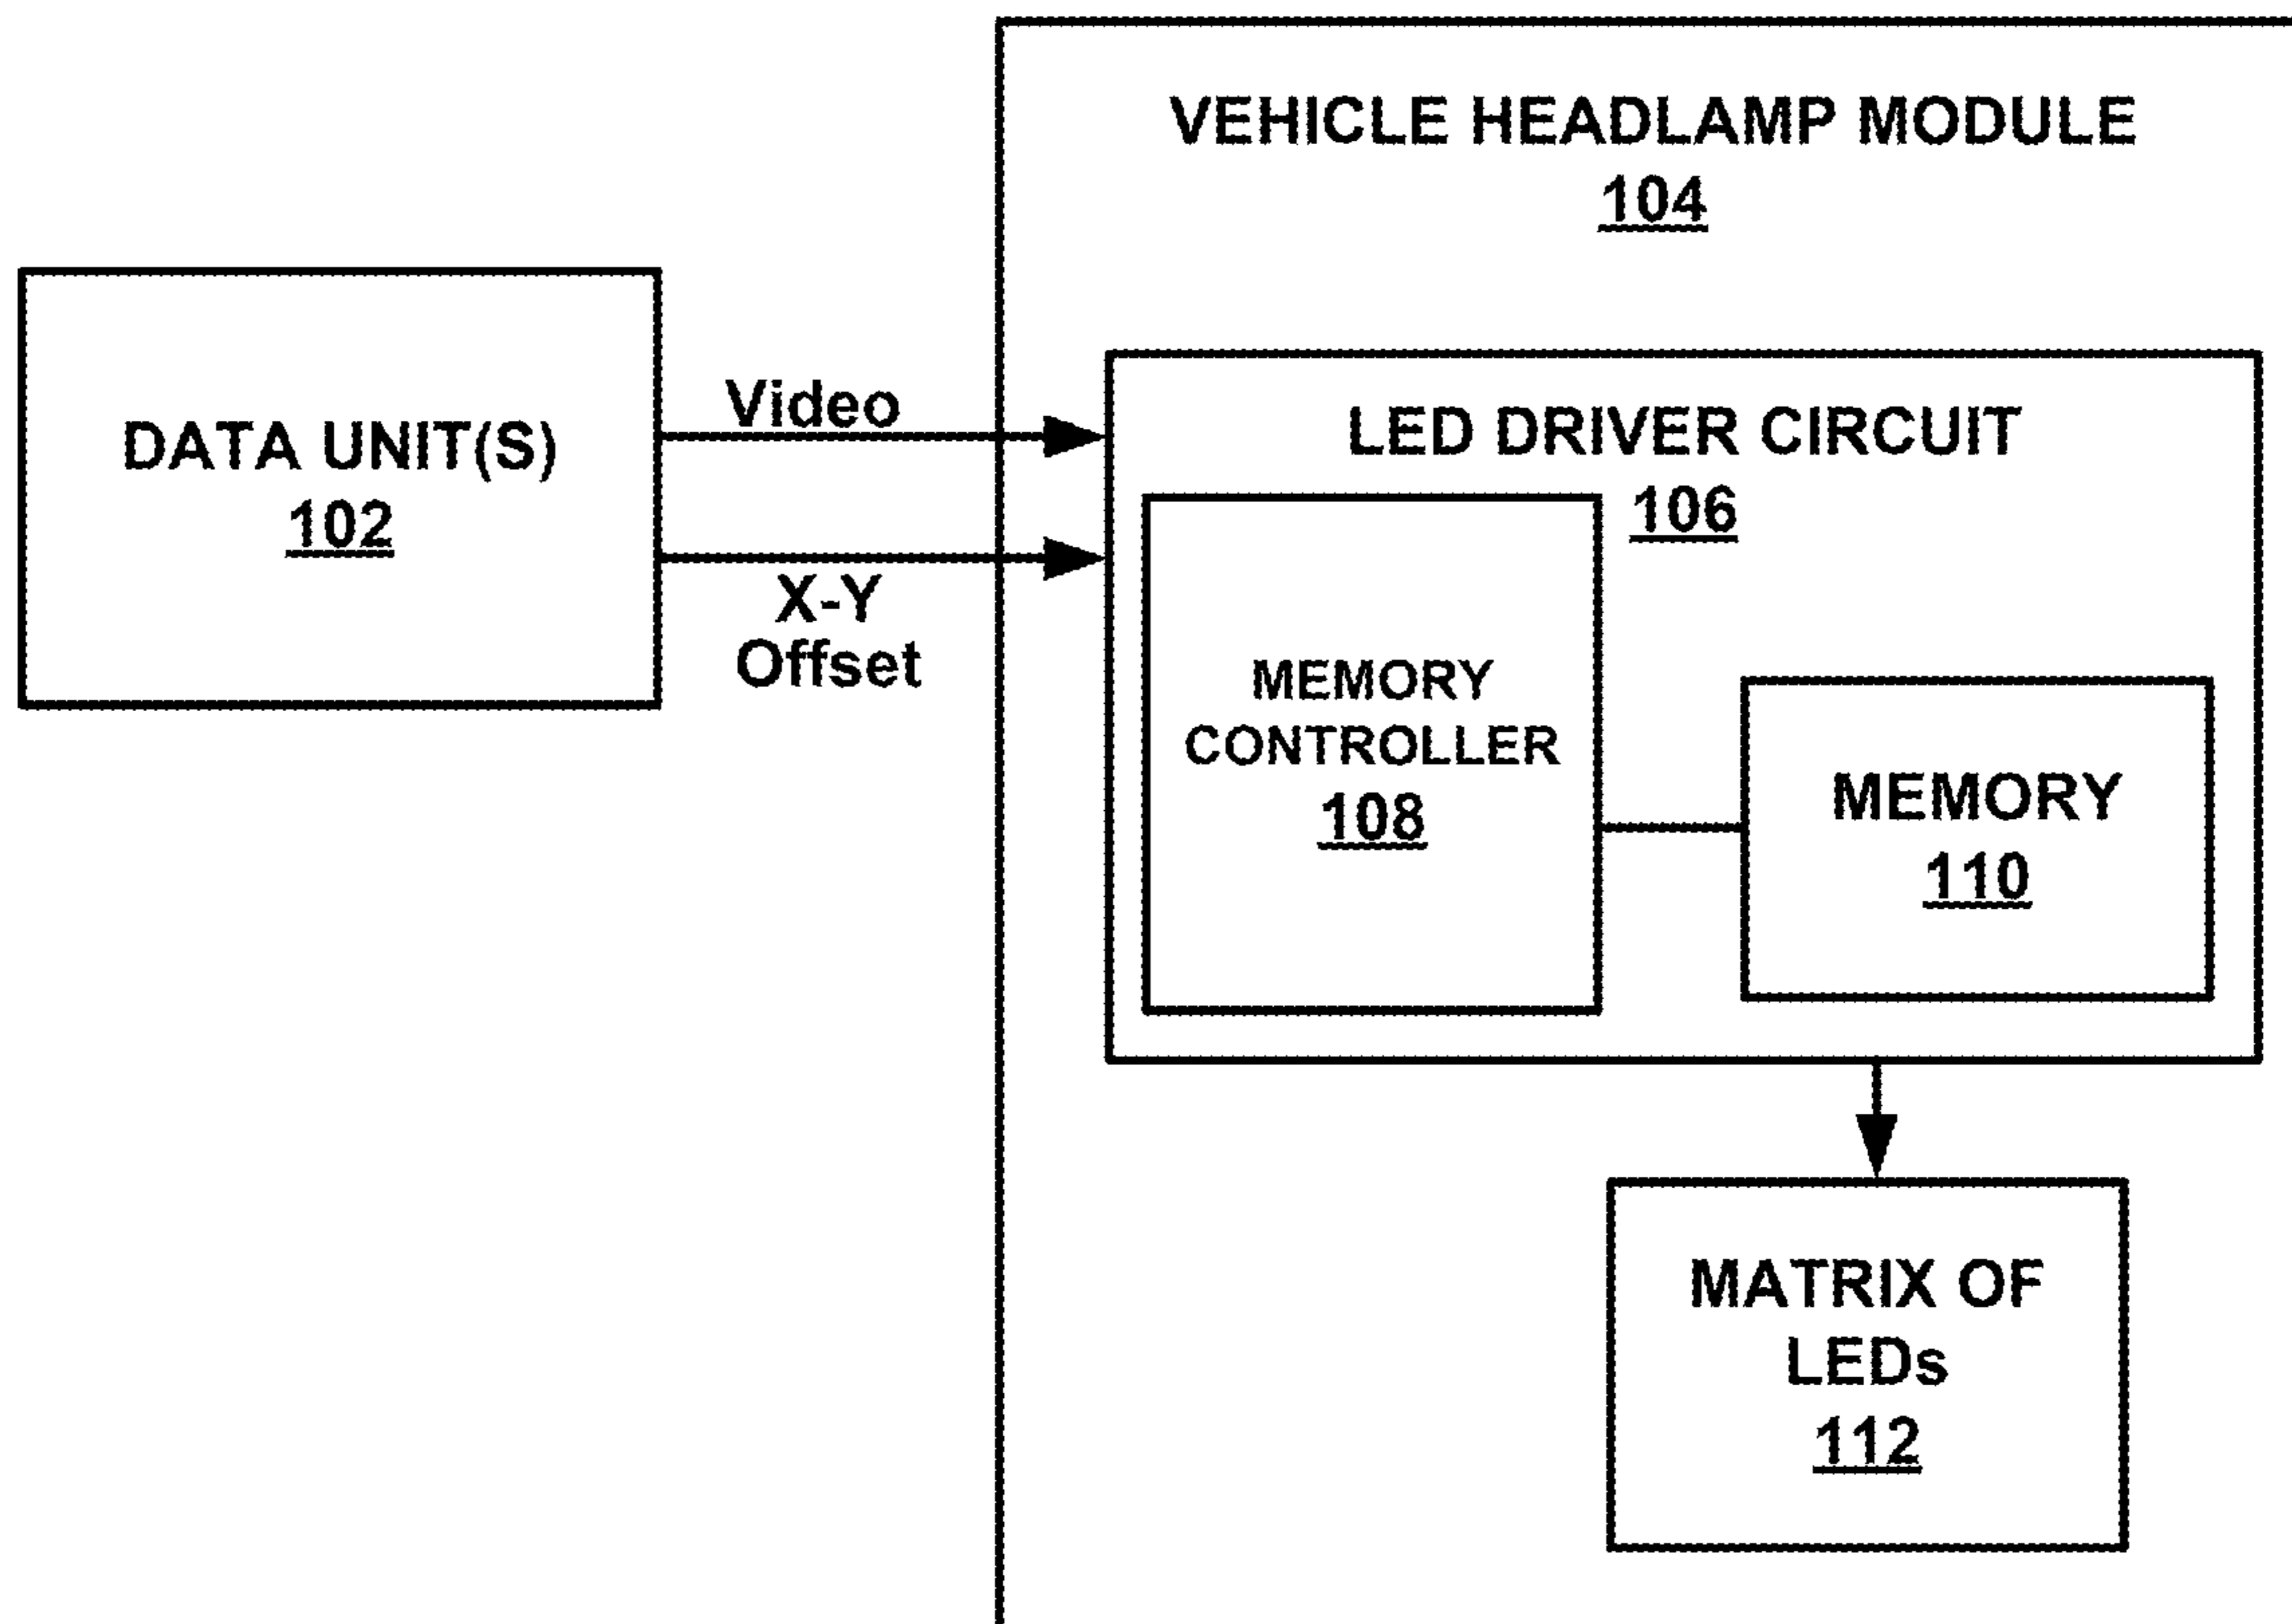 VEHICLE HEADLAMP MODULE
104
DATA UNIT(S)
102
Video
X-Y
Offset
LED DRIVER CIRCUIT
106
MEMORY
CONTROLLER
108
MEMORY
110
MATRIX OF
LEDs
112